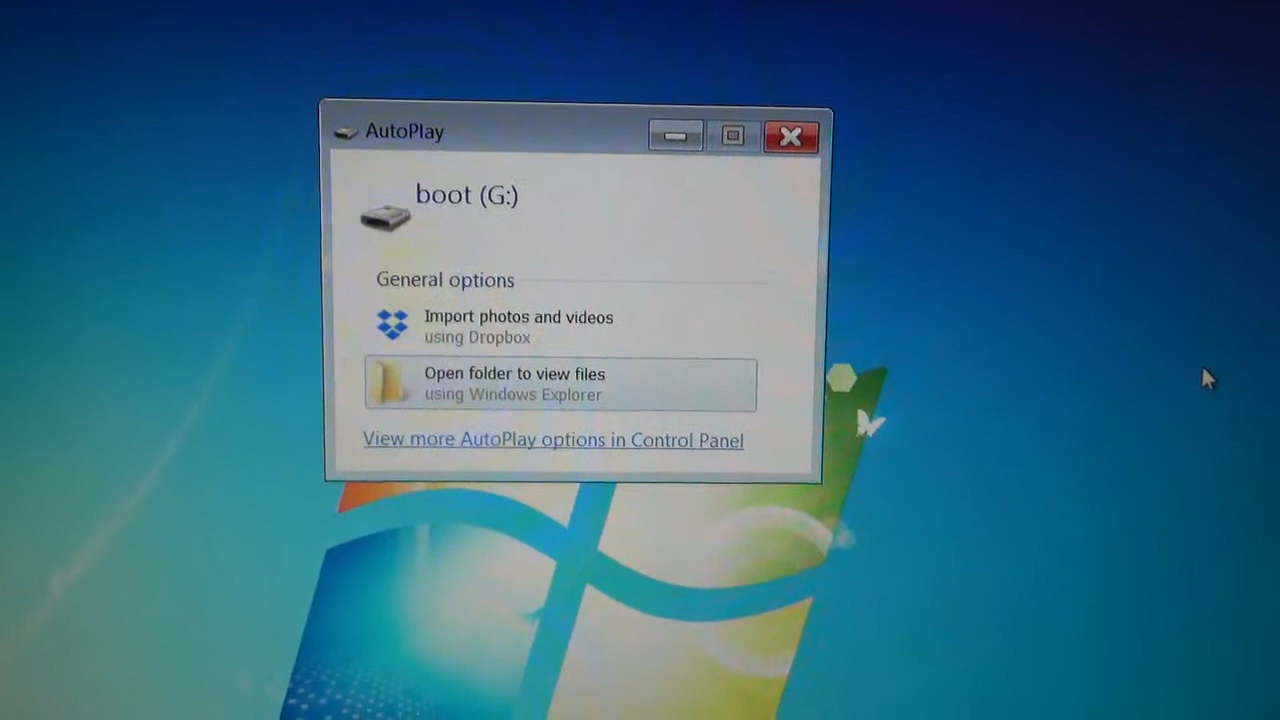 AutoPlay
boot (G:)
General options
Import photos and videos
using Dropbox
Open folder to view files
using Windows Explorer
View more AutoPlay options in Control Panel